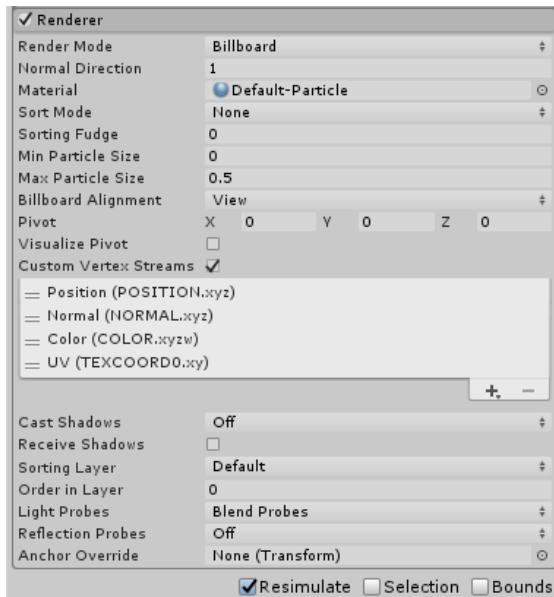 Renderer
Render Mode Billboard
Normal Direction 1
Material Default-Particle
Sort Mode None
Sorting Fudge 0
Min Particle Size 0
Max Particle Size 0.5
Billboard Alignment View
Pivot X 0 Y 0 Z 0
Visualize Pivot
Custom Vertex Streams
Position (POSITION.xyz)
Normal (NORMAL.xyz)
Color (COLOR.xyzw)
UV (TEXCOORD0.xy)
Cast Shadows Off
Receive Shadows
Sorting Layer Default
Order in Layer 0
Light Probes Blend Probes
Reflection Probes Off
Anchor Override None (Transform)
Resimulate Selection Bounds